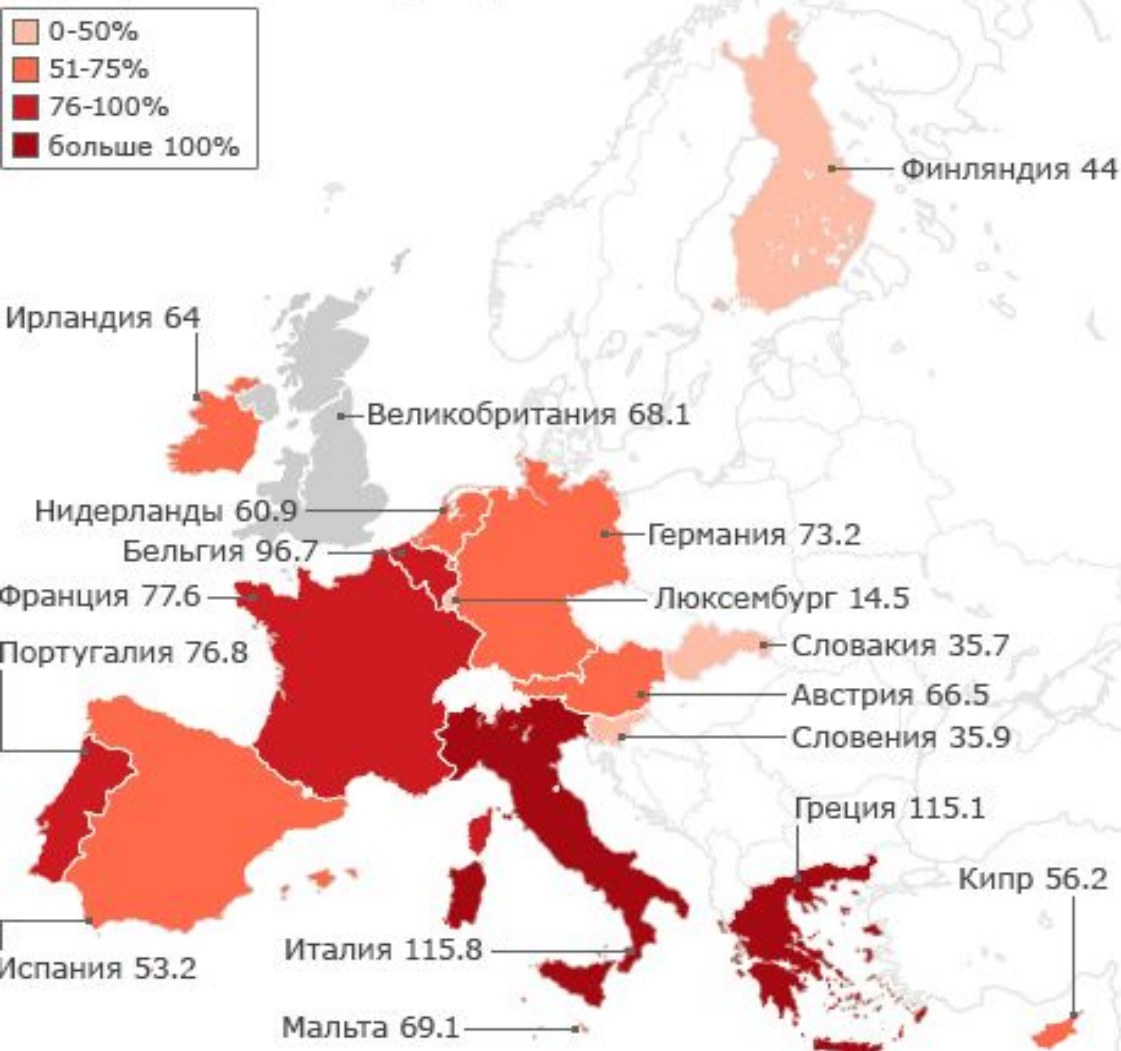 0-50%
51-75%
76-100%
больше 100%
Финляндия 44
Ирландия 64
Великобритания 68.1
Нидерланды 60.9
Германия 73.2
Бельгия 96.7
Франция 77.6
Люксембург 14.5
Португалия 76.8
Словакия 35.7
Австрия 66.5
Словения 35.9
Греция 115.1
Кипр 56.2
Италия 115.8
Испания 53.2
Мальта 69.1